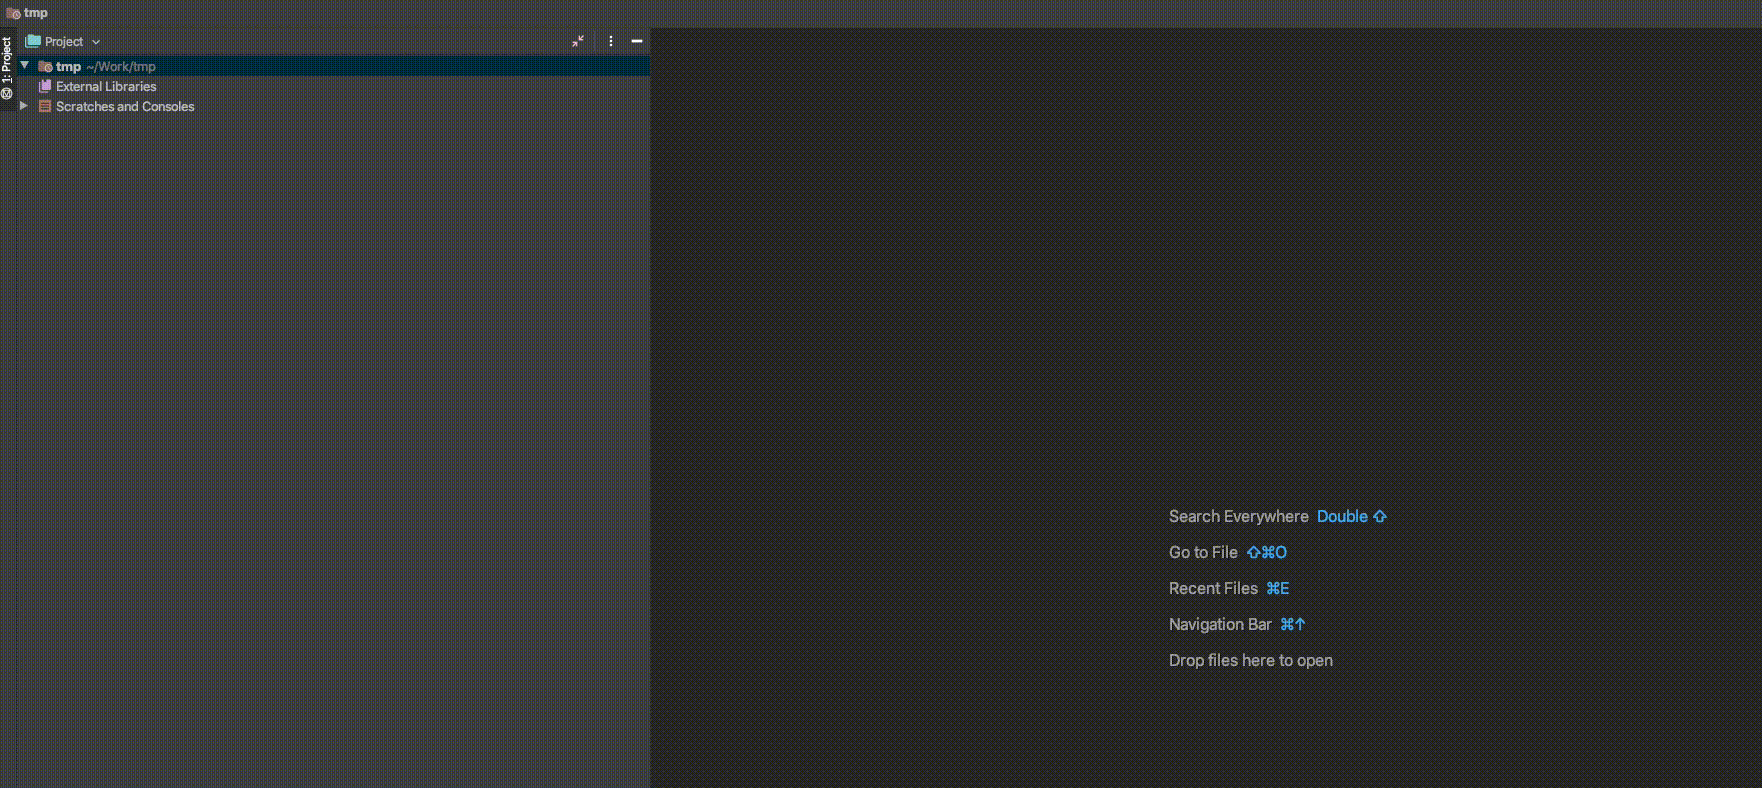 tmp
1: Project
Project
tmp ~/Work/tmp
External Libraries
Scratches and Consoles
Search Everywhere Double ⇧
Go to File ⇧⌘O
Recent Files ⌘E
Navigation Bar ⌘↑
Drop files here to open